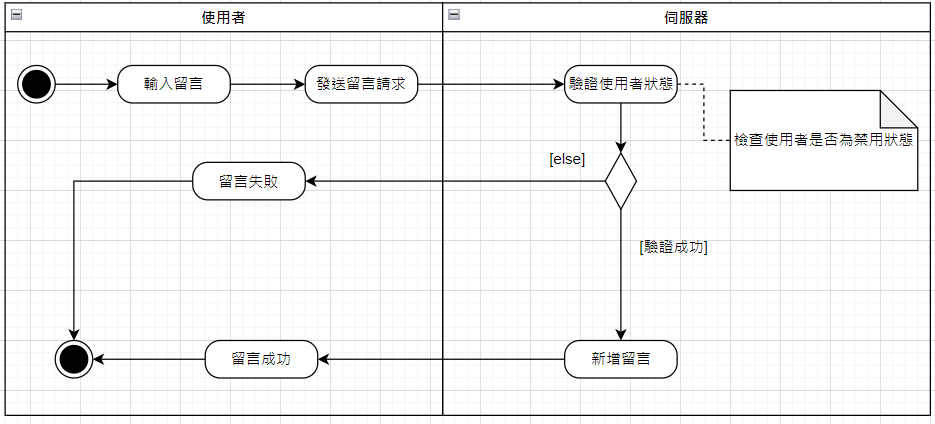 使用者
伺服器
輸入留言
發送留言請求
驗證使用者狀態
檢查使用者是否為禁用狀態
[else]
留言失敗
[驗證成功]
留言成功
新增留言